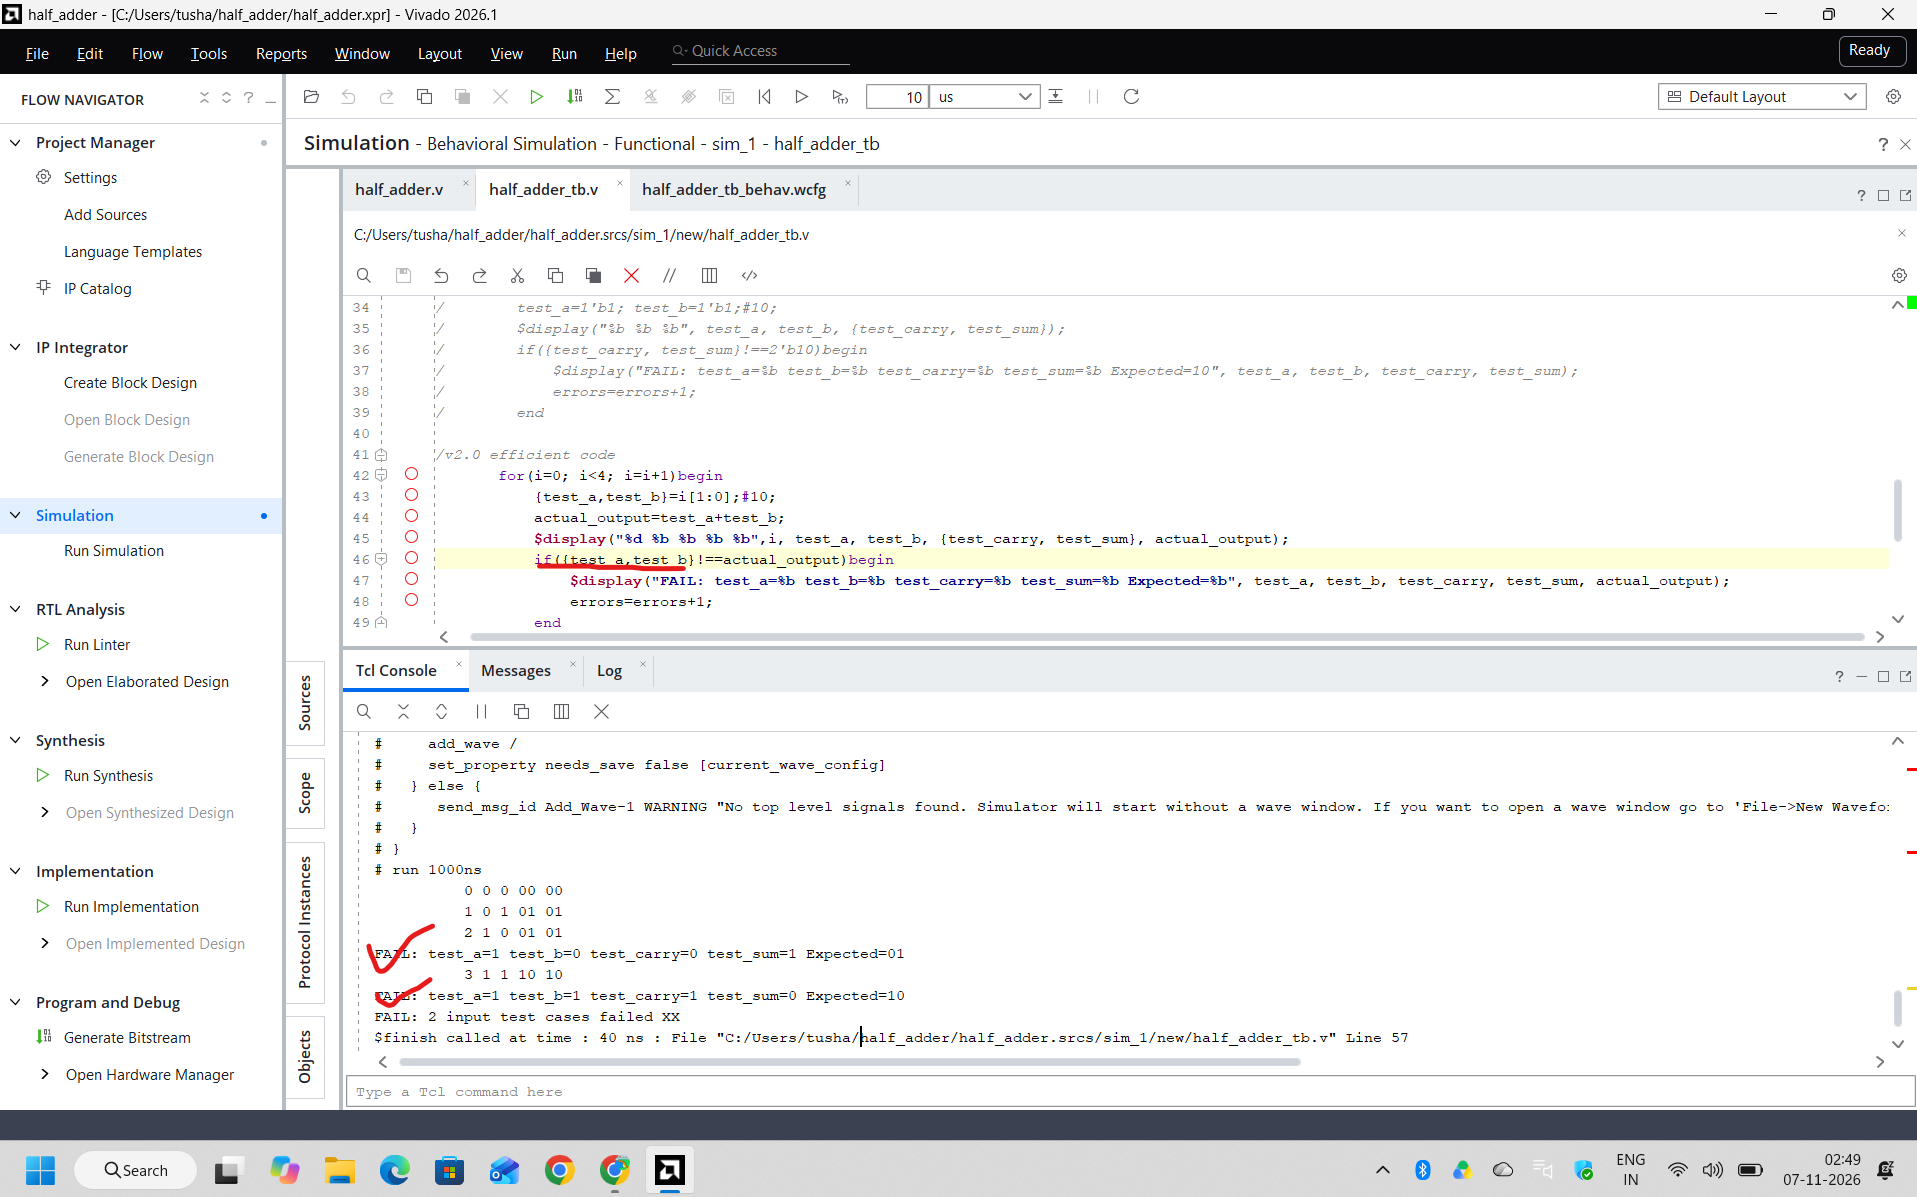 half_adder - [C:/Users/tusha/half_adder/half_adder.xpr] - Vivado 2026.1
File Edit Flow Tools Reports Window Layout View Run Help Quick Access Ready
FLOW NAVIGATOR
10 us Default Layout
Project Manager
Settings
Add Sources
Language Templates
IP Catalog
IP Integrator
Create Block Design
Open Block Design
Generate Block Design
Simulation
Run Simulation
RTL Analysis
Run Linter
Open Elaborated Design
Synthesis
Run Synthesis
Open Synthesized Design
Implementation
Run Implementation
Open Implemented Design
Program and Debug
Generate Bitstream
Open Hardware Manager
Simulation - Behavioral Simulation - Functional - sim_1 - half_adder_tb
Sources
Scope
Protocol Instances
Objects
half_adder.v half_adder_tb.v half_adder_tb_behav.wcfg
C:/Users/tusha/half_adder/half_adder.srcs/sim_1/new/half_adder_tb.v
34 / test_a=1'b1; test_b=1'b1;#10;
35 / $display("%b %b %b", test_a, test_b, {test_carry, test_sum});
36 / if({test_carry, test_sum}!==2'b10)begin
37 / $display("FAIL: test_a=%b test_b=%b test_carry=%b test_sum=%b Expected=10", test_a, test_b, test_carry, test_sum);
38 / errors=errors+1;
39 / end
40
41 /v2.0 efficient code
42 for(i=0; i<4; i=i+1)begin
43 {test_a,test_b}=i[1:0];#10;
44 actual_output=test_a+test_b;
45 $display("%d %b %b %b %b",i, test_a, test_b, {test_carry, test_sum}, actual_output);
46 if({test_a,test_b}!==actual_output)begin
47 $display("FAIL: test_a=%b test_b=%b test_carry=%b test_sum=%b Expected=%b", test_a, test_b, test_carry, test_sum, actual_output);
48 errors=errors+1;
49 end
Tcl Console Messages Log
# add_wave /
# set_property needs_save false [current_wave_config]
# } else {
# send_msg_id Add_Wave-1 WARNING "No top level signals found. Simulator will start without a wave window. If you want to open a wave window go to 'File->New Wavefo
# }
# }
# run 1000ns
0 0 0 00 00
1 0 1 01 01
2 1 0 01 01
FAIL: test_a=1 test_b=0 test_carry=0 test_sum=1 Expected=01
3 1 1 10 10
FAIL: test_a=1 test_b=1 test_carry=1 test_sum=0 Expected=10
FAIL: 2 input test cases failed XX
$finish called at time : 40 ns : File "C:/Users/tusha/half_adder/half_adder.srcs/sim_1/new/half_adder_tb.v" Line 57
Type a Tcl command here
Search
ENG
IN
02:49
07-11-2026